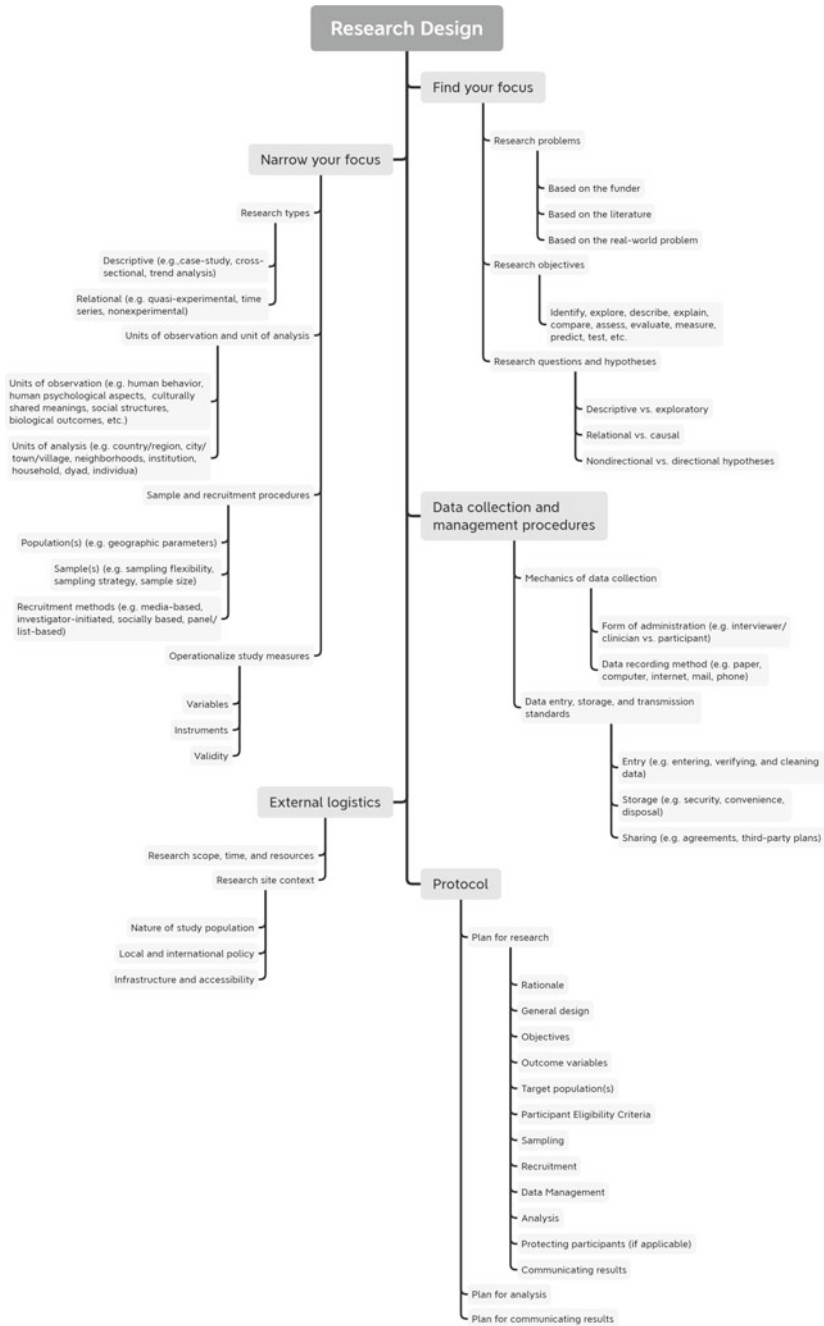 Research Design
Find your focus
Research problems
Based on the funder
Based on the literature
Based on the real-world problem
Research objectives
Identify, explore, describe, explain,
compare, assess, evaluate, measure,
predict, test, etc.
Research questions and hypotheses
Descriptive vs. exploratory
Relational vs. causal
Nondirectional vs. directional hypotheses
Narrow your focus
Research types
Descriptive (e.g.,case-study, cross-
sectional, trend analysis)
Relational (e.g. quasi-experimental, time
series, nonexperimental)
Units of observation and unit of analysis
Units of observation (e.g. human behavior,
human psychological aspects, culturally
shared meanings, social structures,
biological outcomes, etc.)
Units of analysis (e.g. country/region, city/
town/village, neighborhoods, institution,
household, dyad, individua)
Sample and recruitment procedures
Population(s) (e.g. geographic parameters)
Sample(s) (e.g. sampling flexibility,
sampling strategy, sample size)
Recruitment methods (e.g. media-based,
investigator-initiated, socially based, panel/
list-based)
Operationalize study measures
Variables
Instruments
Validity
Data collection and
management procedures
Mechanics of data collection
Form of administration (e.g. interviewer/
clinician vs. participant)
Data recording method (e.g. paper,
computer, internet, mail, phone)
Data entry, storage, and transmission
standards
Entry (e.g. entering, verifying, and cleaning
data)
Storage (e.g. security, convenience,
disposal)
Sharing (e.g. agreements, third-party plans)
External logistics
Research scope, time, and resources
Research site context
Nature of study population
Local and international policy
Infrastructure and accessibility
Protocol
Plan for research
Rationale
General design
Objectives
Outcome variables
Target population(s)
Participant Eligibility Criteria
Sampling
Recruitment
Data Management
Analysis
Protecting participants (if applicable)
Communicating results
Plan for analysis
Plan for communicating results